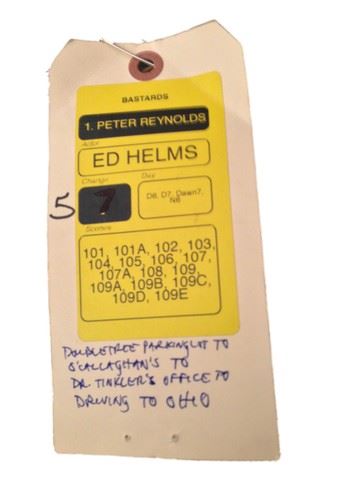 BASTARDS
1. PETER REYNOLDS
Actor
ED HELMS
Change
Day
5
7
D6, D7, Dawn7,
N6
Scenes
101, 101A, 102, 103,
104, 105, 106, 107,
107A, 108, 109,
109A, 109B, 109C,
109D, 109E
DOUBLETREE PARKING LOT TO
O'CALLAGHAN'S TO
DR. TINKLER'S OFFICE TO
DRIVING TO OHIO